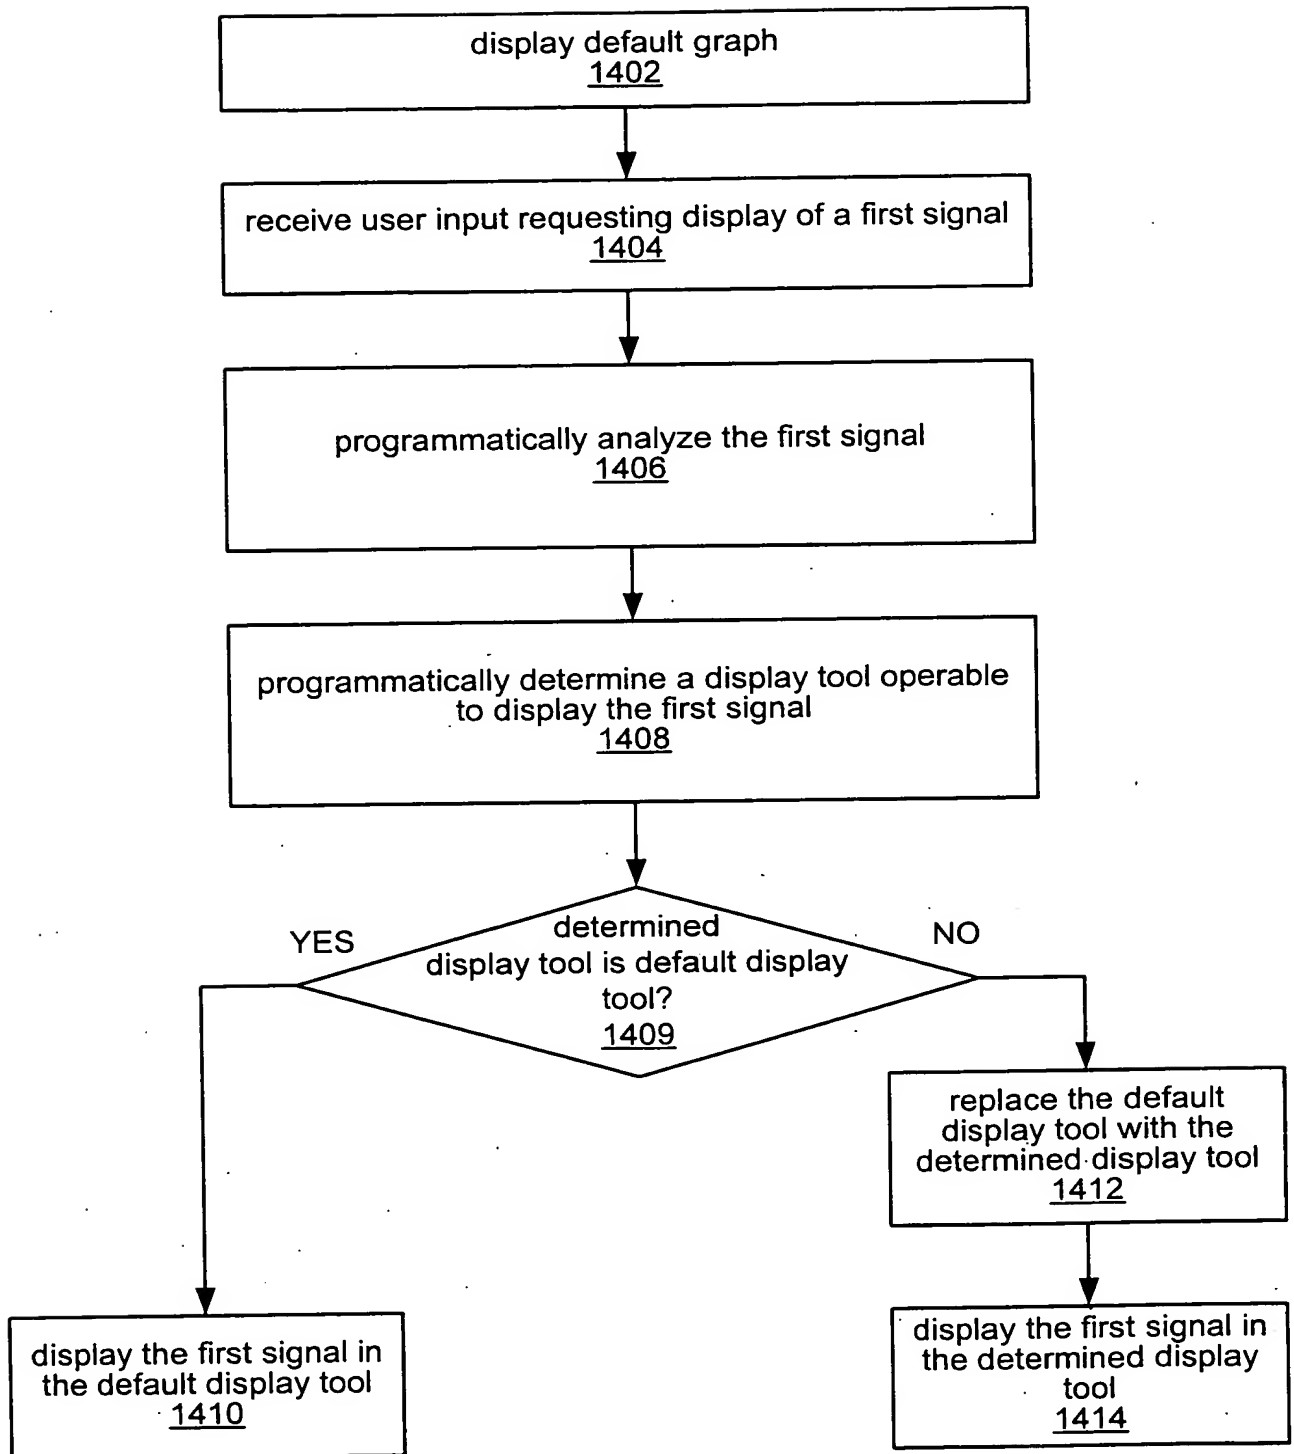 display default graph
1402
receive user input requesting display of a first signal
1404
programmatically analyze the first signal
1406
programmatically determine a display tool operable
to display the first signal
1408
YES
NO
determined
display tool is default display
tool?
1409
replace the default
display tool with the
determined display tool
1412
display the first signal in
the default display tool
1410
display the first signal in
the determined display
tool
1414